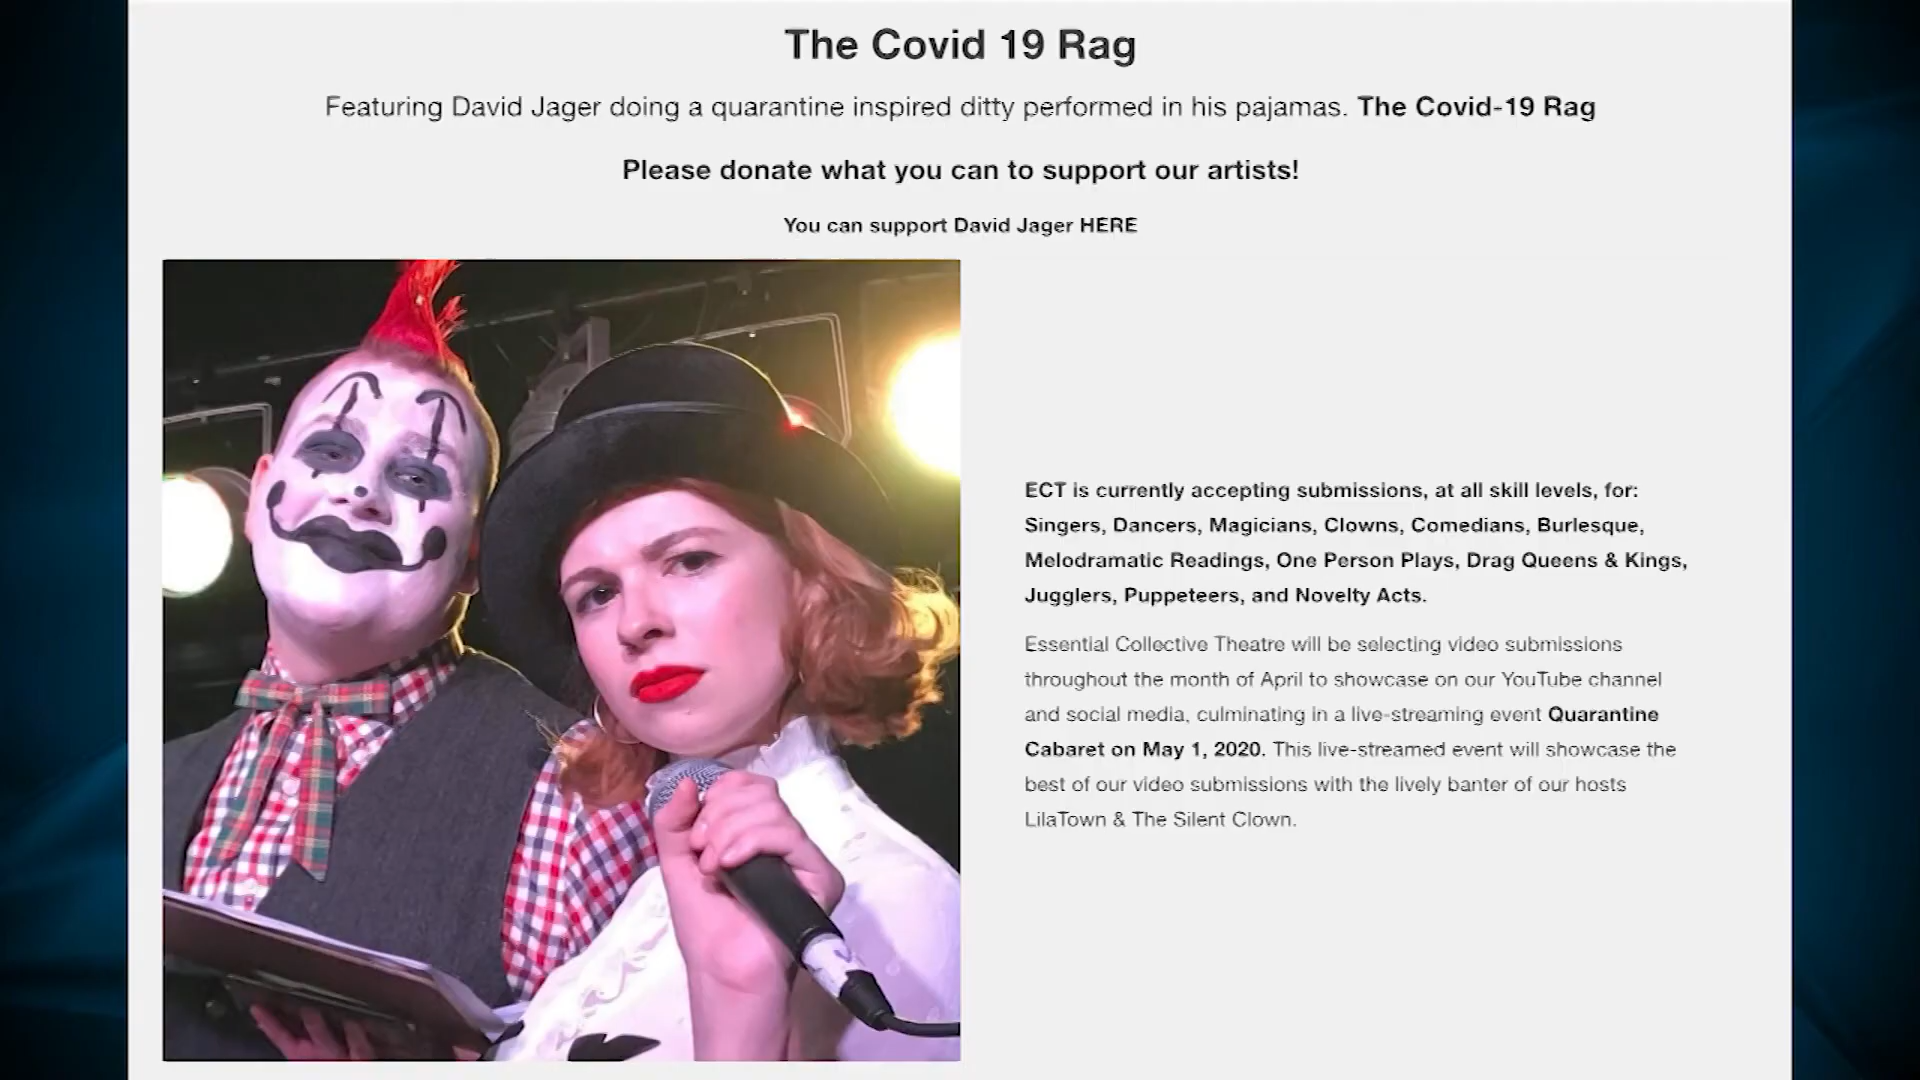 The Covid 19 Rag
Featuring David Jager doing a quarantine inspired ditty performed in his pajamas. The Covid-19 Rag
Please donate what you can to support our artists!
You can support David Jager HERE
ECT is currently accepting submissions, at all skill levels, for:
Singers, Dancers, Magicians, Clowns, Comedians, Burlesque,
Melodramatic Readings, One Person Plays, Drag Queens & Kings,
Jugglers, Puppeteers, and Novelty Acts.
Essential Collective Theatre will be selecting video submissions
throughout the month of April to showcase on our YouTube channel
and social media, culminating in a live-streaming event Quarantine
Cabaret on May 1, 2020. This live-streamed event will showcase the
best of our video submissions with the lively banter of our hosts
LilaTown & The Silent Clown.